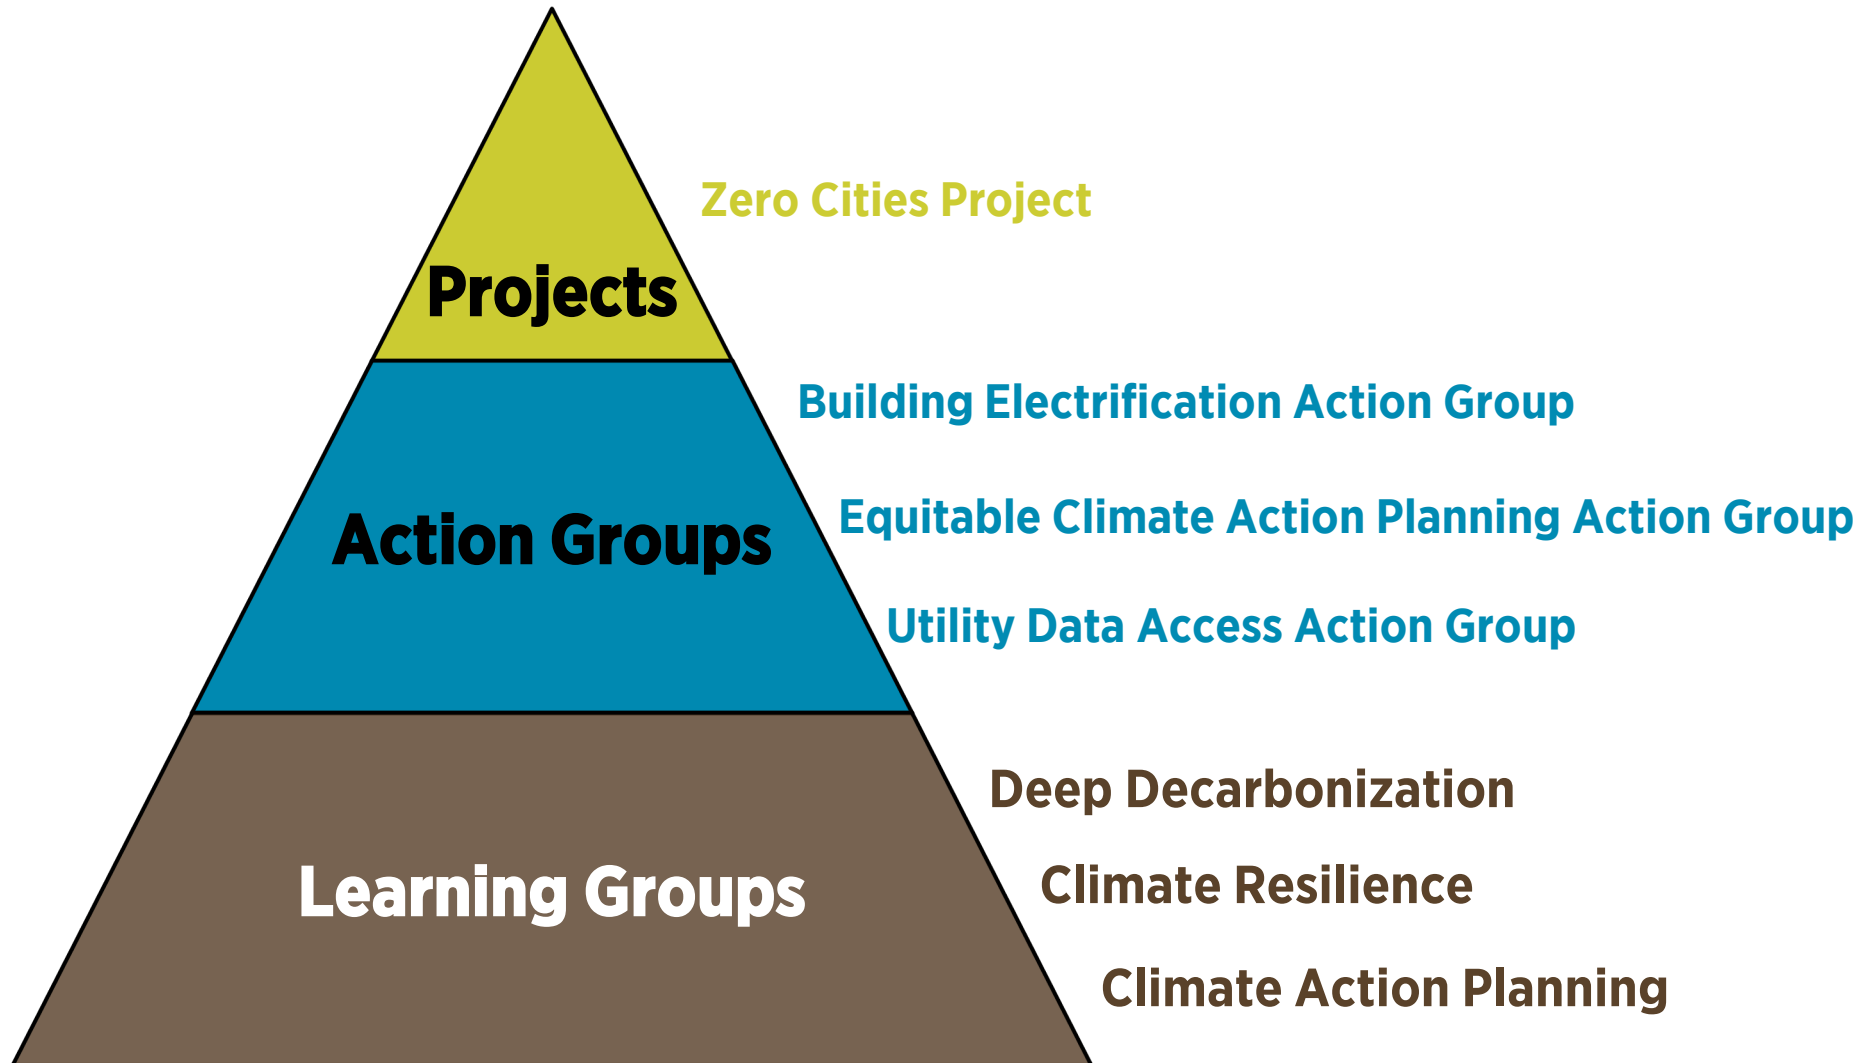 Zero Cities Project
Projects
Building Electrification Action Group
Equitable Climate Action Planning Action Group
Action Groups
Utility Data Access Action Group
Deep Decarbonization
Learning Groups
Climate Resilience
Climate Action Planning